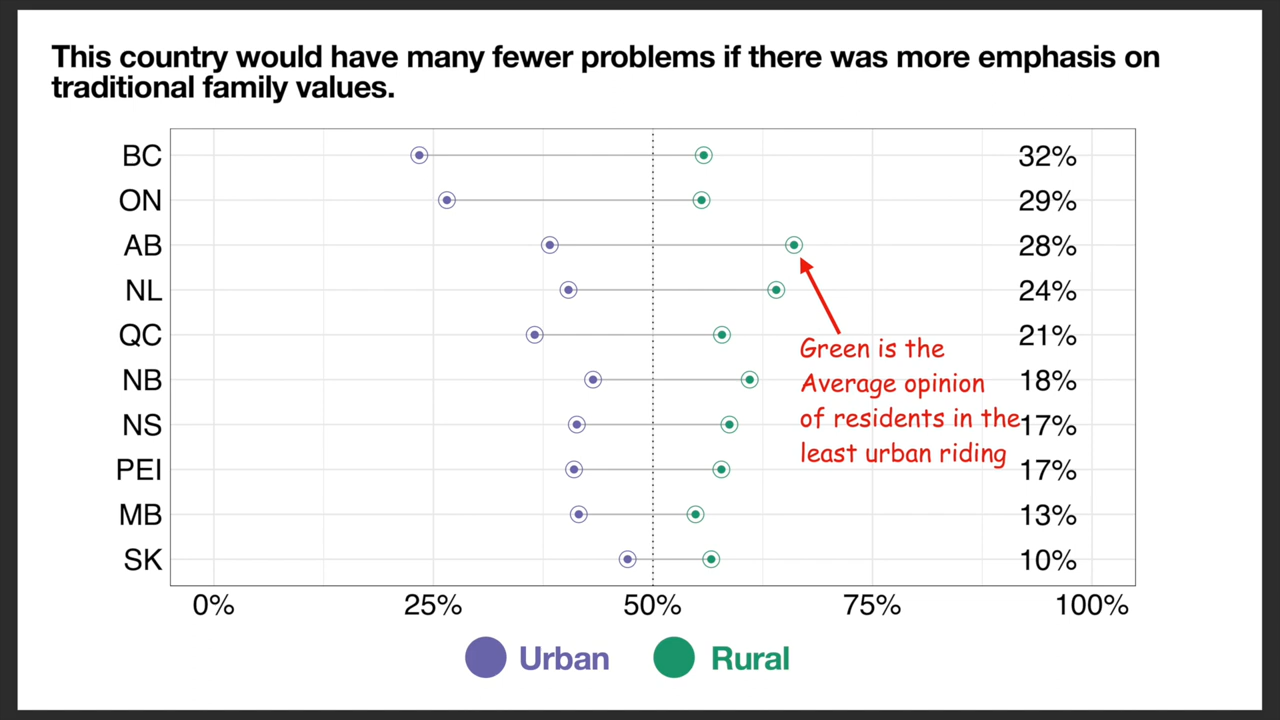 This country would have many fewer problems if there was more emphasis on
traditional family values.
BC 32%
ON 29%
AB 28%
NL 24%
Green is the
QC 21%
Average opinion
NB 18%
of residents in the
NS 17%
least urban riding
PEI 17%
MB 13%
SK 10%
0% 25% 50% 75% 100%
Urban Rural